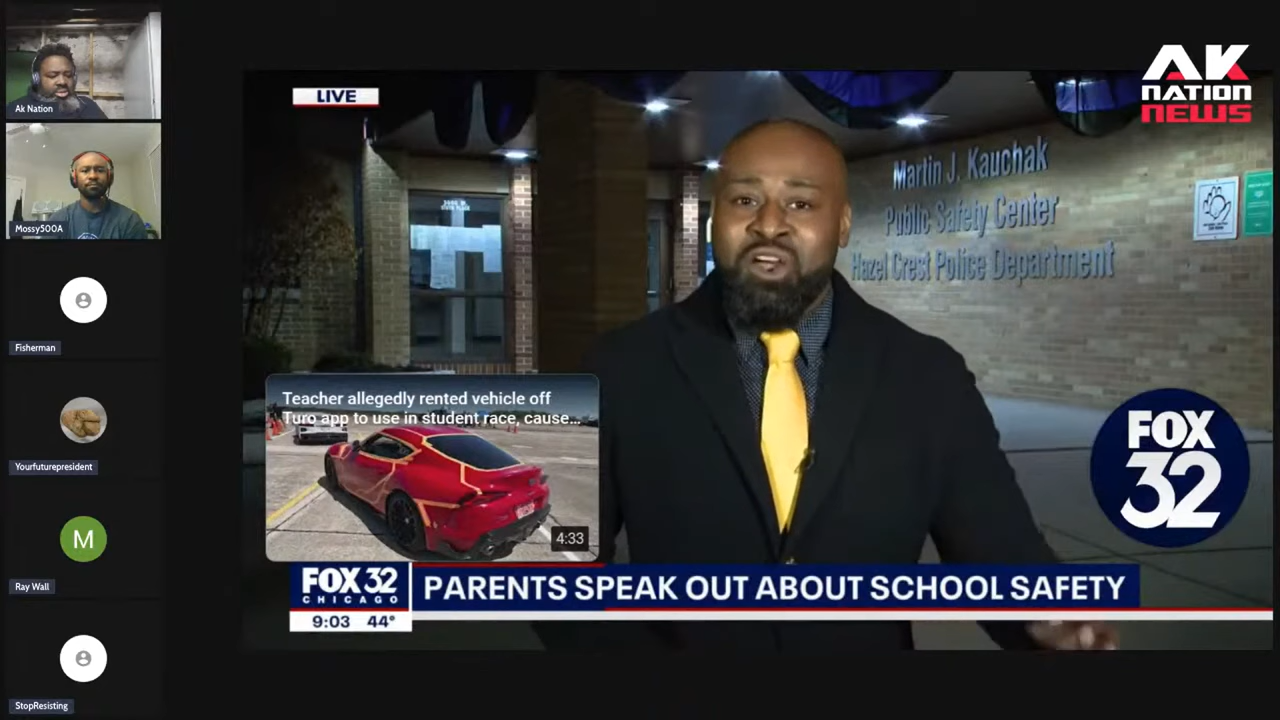 Ak Nation
Mossy500A
Fisherman
Yourfuturepresident
M
Ray Wall
StopResisting
LIVE
AK
NATION
NEWS
Martin J. Kauchak
Public Safety Center
Hazel Crest Police Department
Teacher allegedly rented vehicle off
Turo app to use in student race, cause...
4:33
FOX
32
FOX 32
CHICAGO
PARENTS SPEAK OUT ABOUT SCHOOL SAFETY
9:03 44°